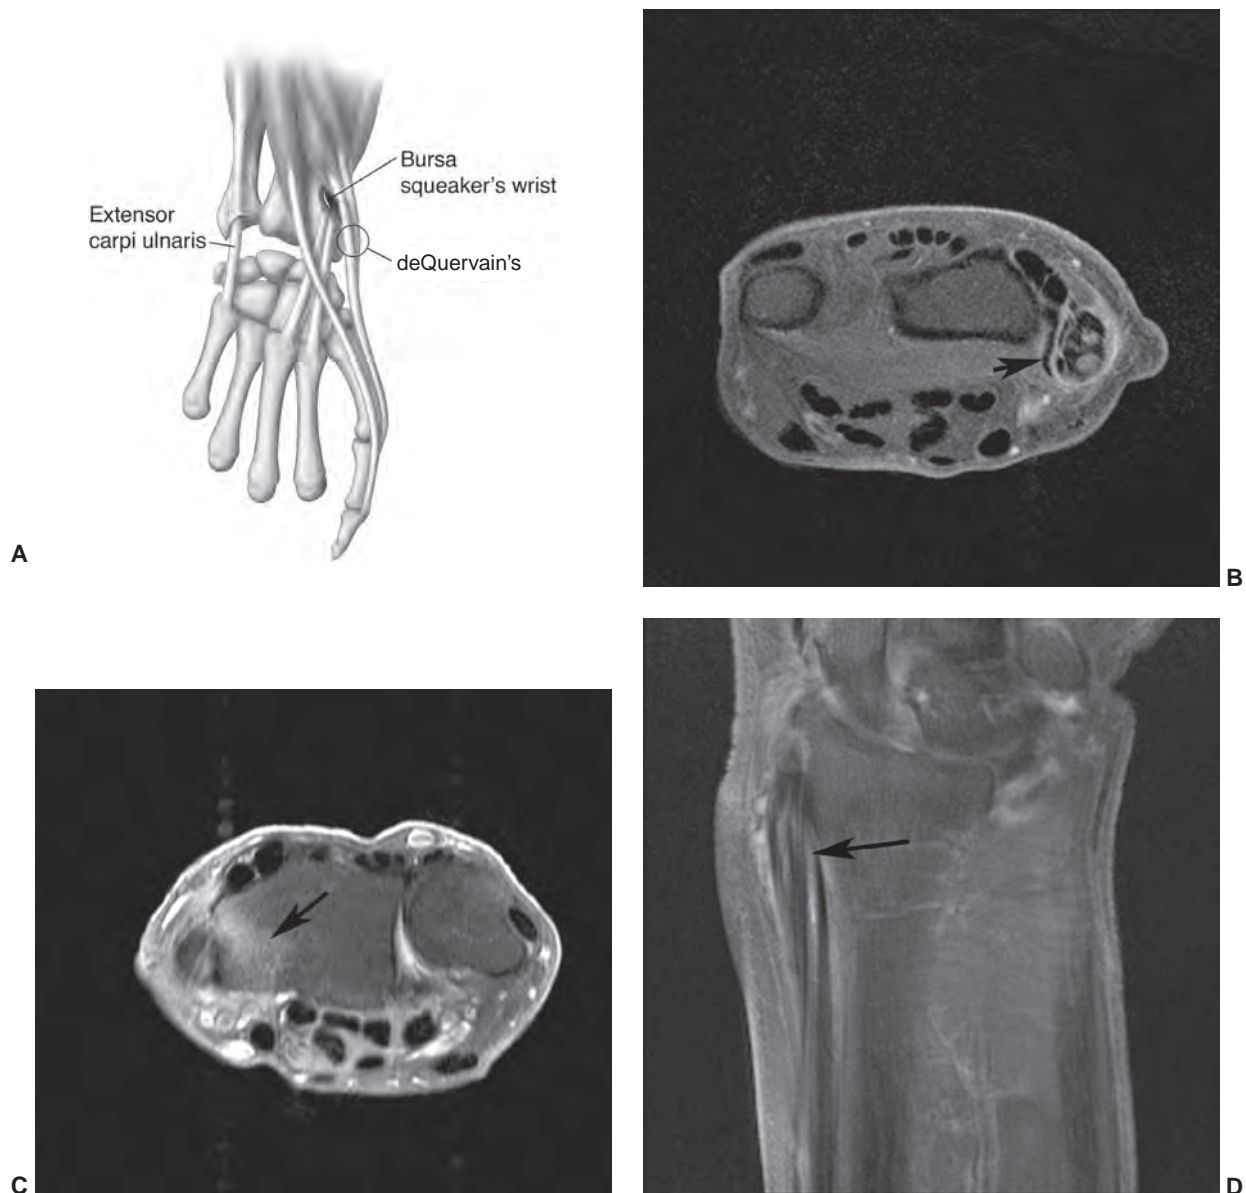 Bursa
squeaker's wrist
Extensor
carpi ulnaris
deQuervain's
A
B
C
D